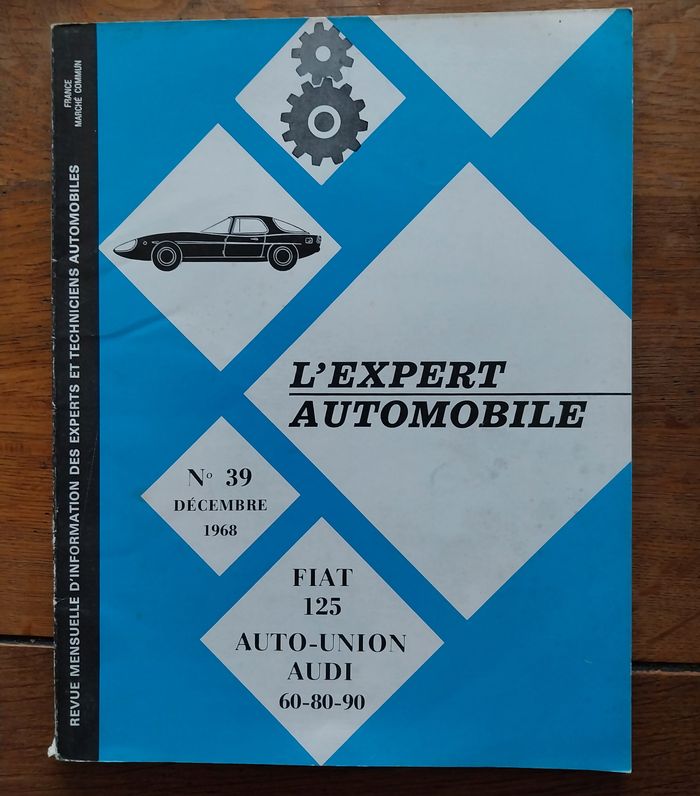 FRANCE
MARCHÉ COMMUN
REVUE MENSUELLE D'INFORMATION DES EXPERTS ET TECHNICIENS AUTOMOBILES
L'EXPERT
AUTOMOBILE
Nº 39
DÉCEMBRE
1968
FIAT
125
AUTO-UNION
AUDI
60-80-90